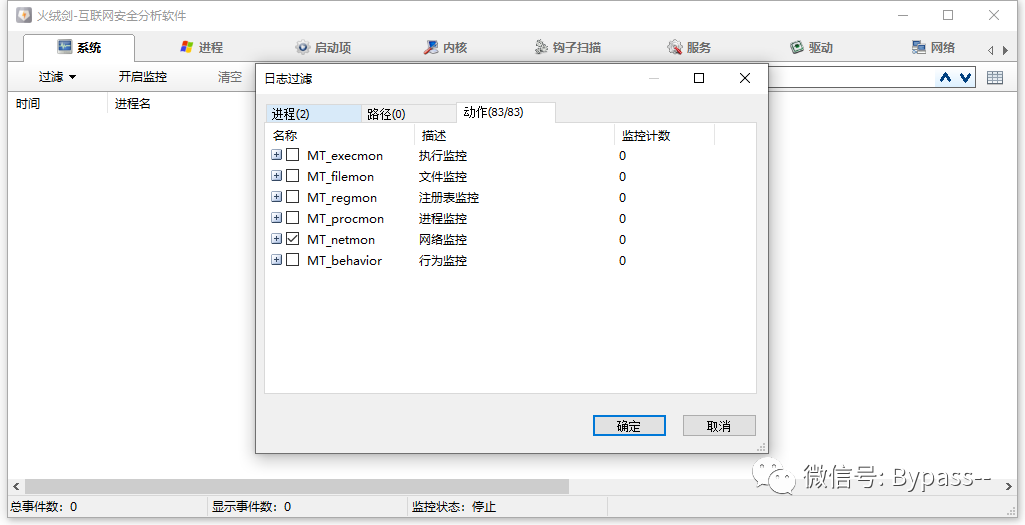 火绒剑-互联网安全分析软件
系统 进程 启动项 内核 钩子扫描 服务 驱动 网络
过滤 开启监控 清空
时间 进程名
日志过滤
进程(2) 路径(0) 动作(83/83)
名称 描述 监控计数
MT_execmon 执行监控 0
MT_filemon 文件监控 0
MT_regmon 注册表监控 0
MT_procmon 进程监控 0
MT_netmon 网络监控 0
MT_behavior 行为监控 0
确定 取消
微信号: Bypass--
总事件数: 0 显示事件数: 0 监控状态: 停止